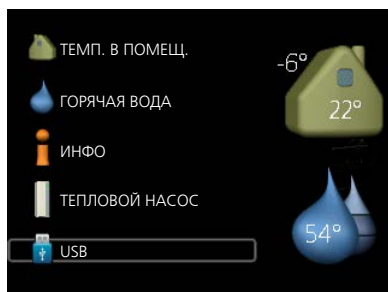 ТЕМП. В ПОМЕЩ.
-6°
22°
ГОРЯЧАЯ ВОДА
ИНФО
ТЕПЛОВОЙ НАСОС
54°
USB